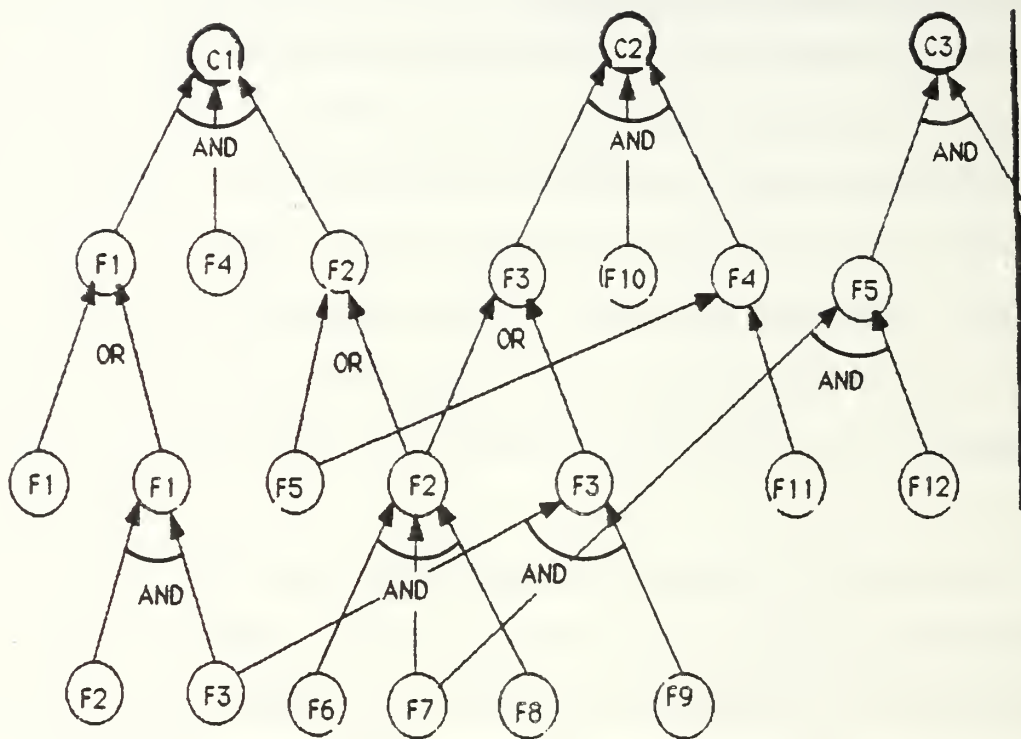 C1 C2 C3
AND AND AND
F1 F4 F2 F3 F10 F4 F5
OR OR OR AND
F1 F1 F5 F2 F3 F11 F12
AND AND AND
F2 F3 F6 F7 F8 F9